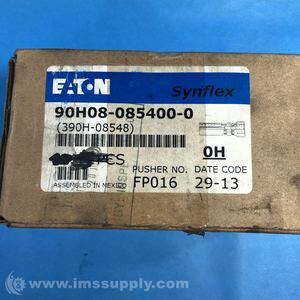 EATON
Synflex
90H08-085400-0
(390H-08548)
0H
PCS
PUSHER NO. DATE CODE
ASSEMBLED IN MEXICO FP016 29-13
www.imssupply.com